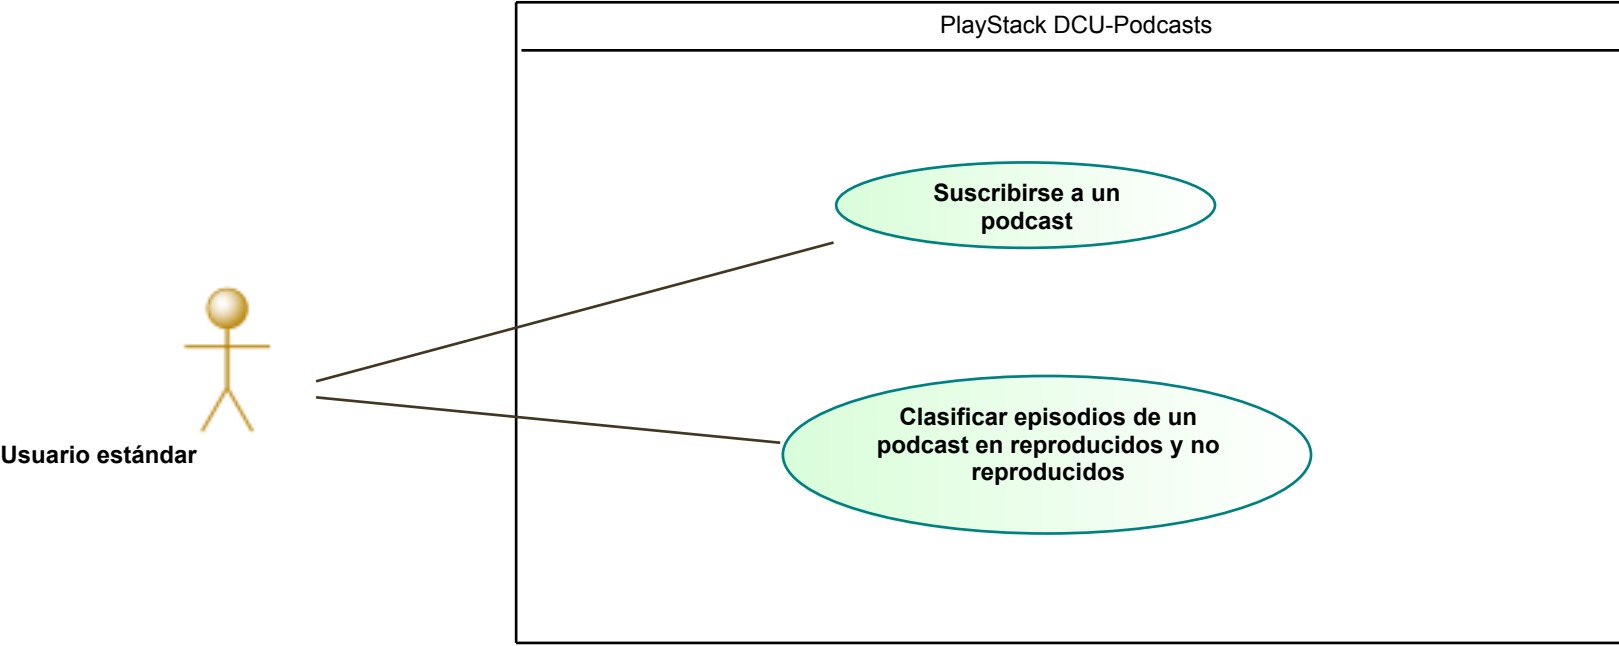 PlayStack DCU-Podcasts
Suscribirse a un
podcast
Clasificar episodios de un
podcast en reproducidos y no
reproducidos
Usuario estándar